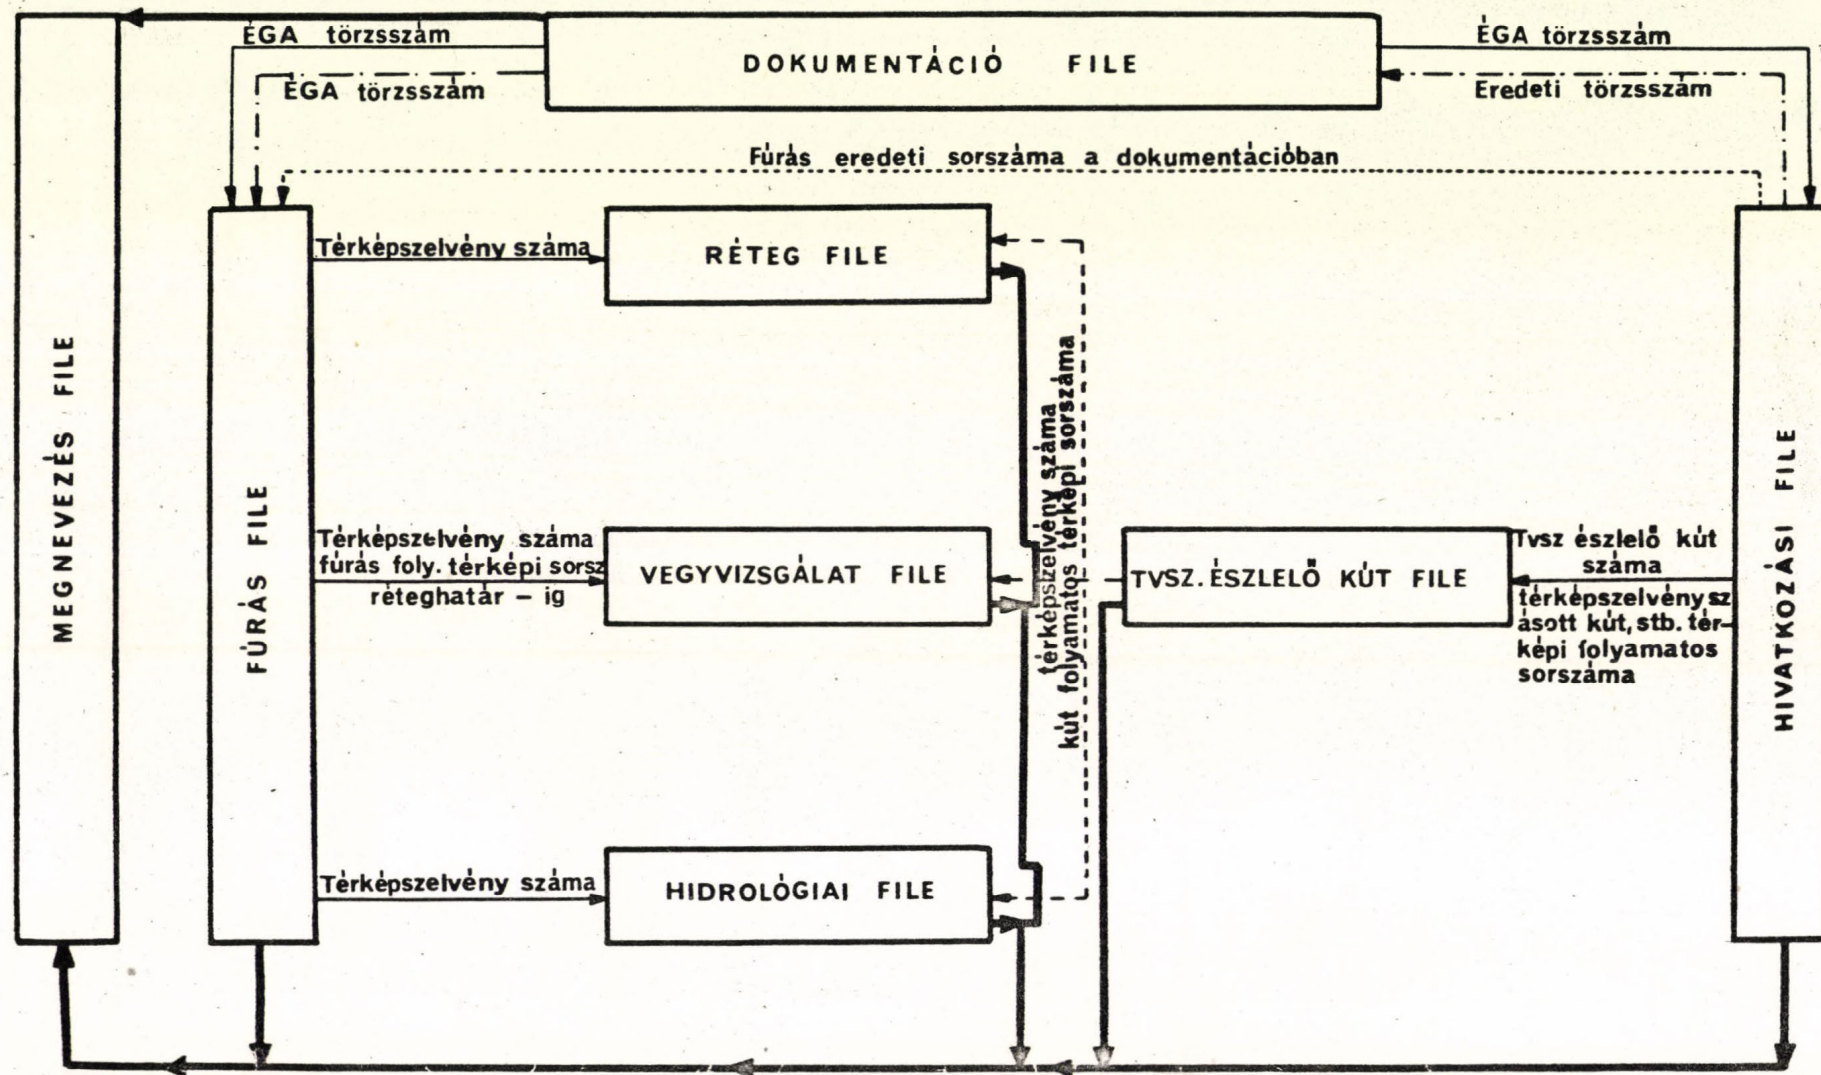 ÉGA törzsszám
ÉGA törzsszám
DOKUMENTÁCIÓ FILE
ÉGA törzsszám
Eredeti törzsszám
Fúrás eredeti sorszáma a dokumentációban
MEGNEVEZÉS FILE
FÚRÁS FILE
Térképszelvény száma
RÉTEG FILE
térképszelvény száma
kút folyamatos térképi sorszáma
Térképszelvény száma
fúrás foly. térképi sorsz
réteghatár – ig
VEGYVIZSGÁLAT FILE
TVSZ. ÉSZLELŐ KÚT FILE
Tvsz észlelő kút
száma
térképszelvény sz
ásott kút, stb. tér-
képi folyamatos
sorszáma
HIVATKOZÁSI FILE
Térképszelvény száma
HIDROLÓGIAI FILE